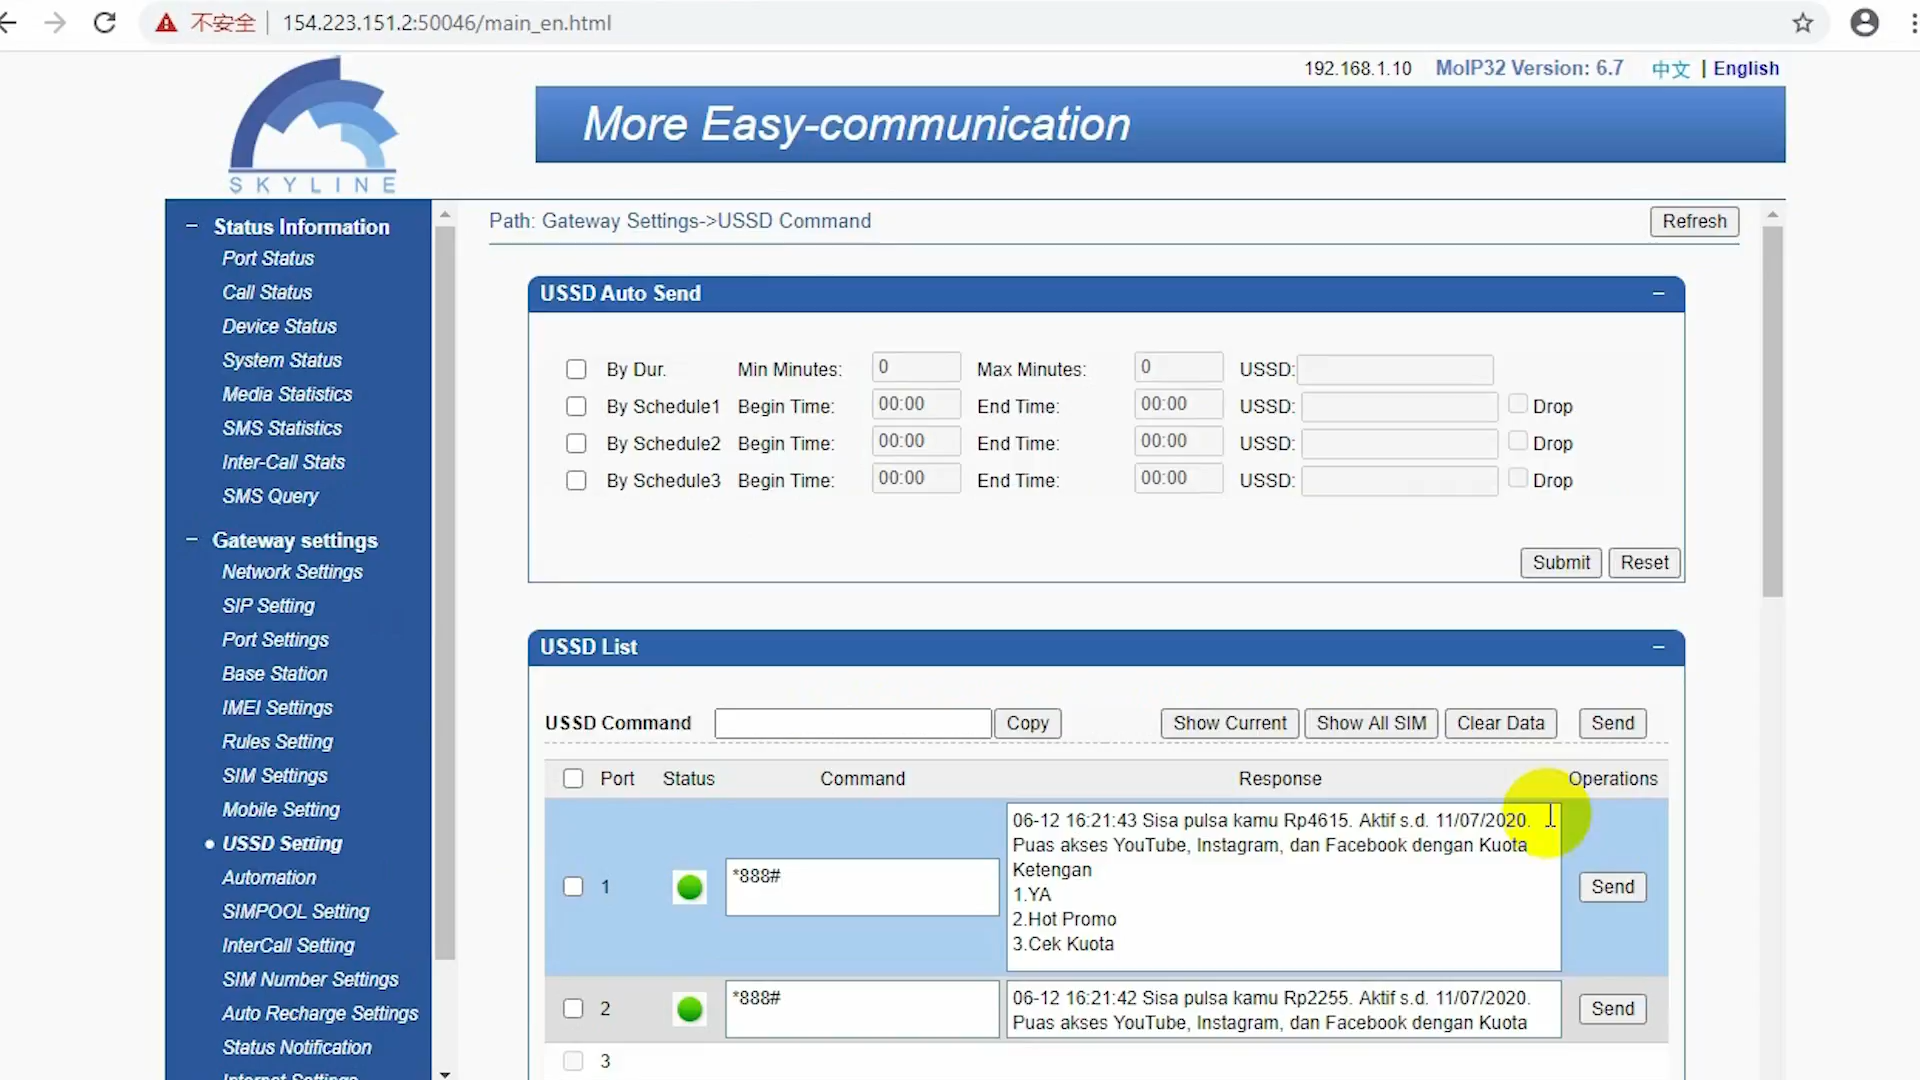 不安全 154.223.151.2:50046/main_en.html
192.168.1.10 MoIP32 Version: 6.7 中文 | English
SKYLINE
More Easy-communication
Status Information
Port Status
Call Status
Device Status
System Status
Media Statistics
SMS Statistics
Inter-Call Stats
SMS Query
Gateway settings
Network Settings
SIP Setting
Port Settings
Base Station
IMEI Settings
Rules Setting
SIM Settings
Mobile Setting
USSD Setting
Automation
SIMPOOL Setting
InterCall Setting
SIM Number Settings
Auto Recharge Settings
Status Notification
Internet Settings
Path: Gateway Settings->USSD Command Refresh
USSD Auto Send
By Dur. Min Minutes: 0 Max Minutes: 0 USSD:
By Schedule1 Begin Time: 00:00 End Time: 00:00 USSD: Drop
By Schedule2 Begin Time: 00:00 End Time: 00:00 USSD: Drop
By Schedule3 Begin Time: 00:00 End Time: 00:00 USSD: Drop
Submit Reset
USSD List
USSD Command Copy Show Current Show All SIM Clear Data Send
Port Status Command Response Operations
1 *888# Send
06-12 16:21:43 Sisa pulsa kamu Rp4615. Aktif s.d. 11/07/2020.
Puas akses YouTube, Instagram, dan Facebook dengan Kuota
Ketengan
1.YA
2.Hot Promo
3.Cek Kuota
2 *888# Send
06-12 16:21:42 Sisa pulsa kamu Rp2255. Aktif s.d. 11/07/2020.
Puas akses YouTube, Instagram, dan Facebook dengan Kuota
3